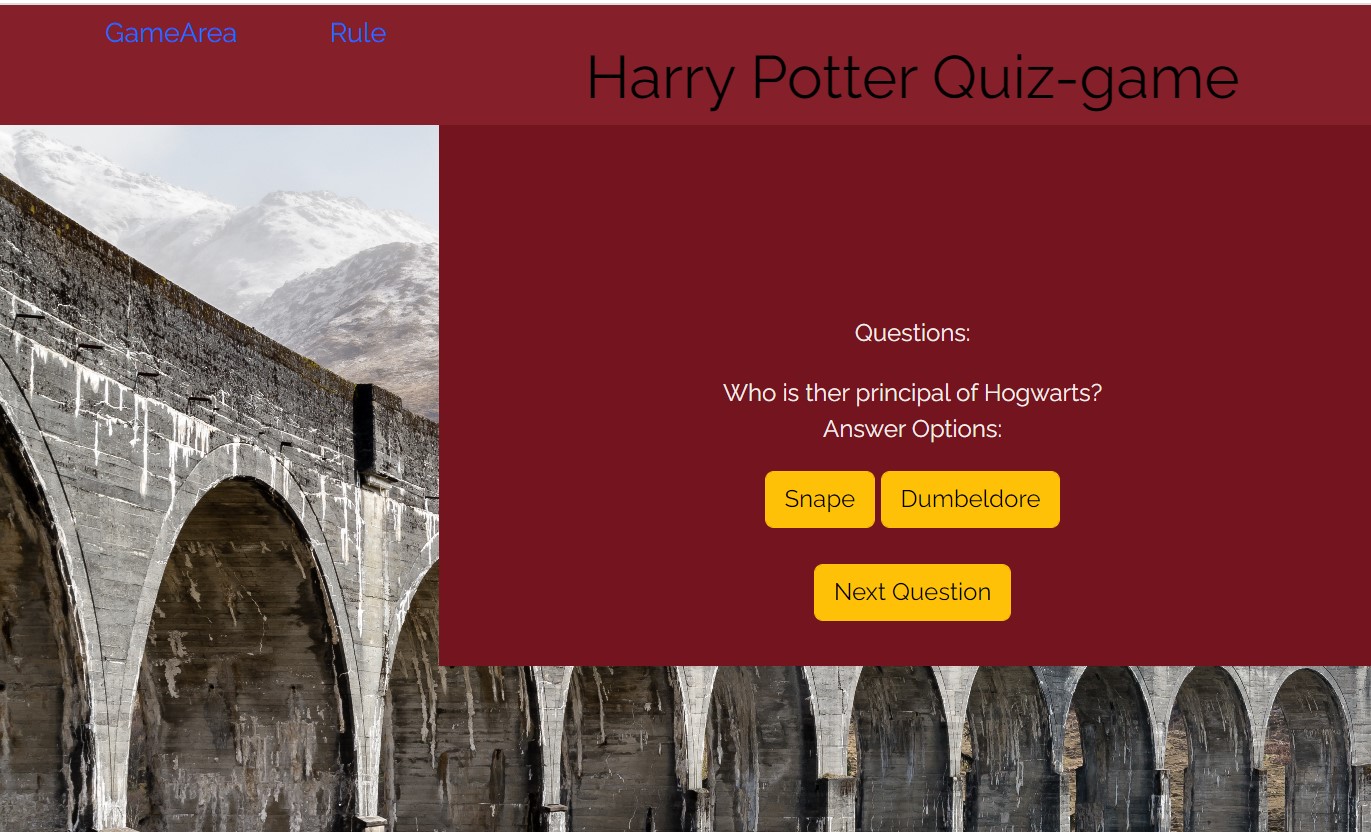 GameArea Rule
Harry Potter Quiz-game
Questions:
Who is ther principal of Hogwarts?
Answer Options:
Snape Dumbeldore
Next Question